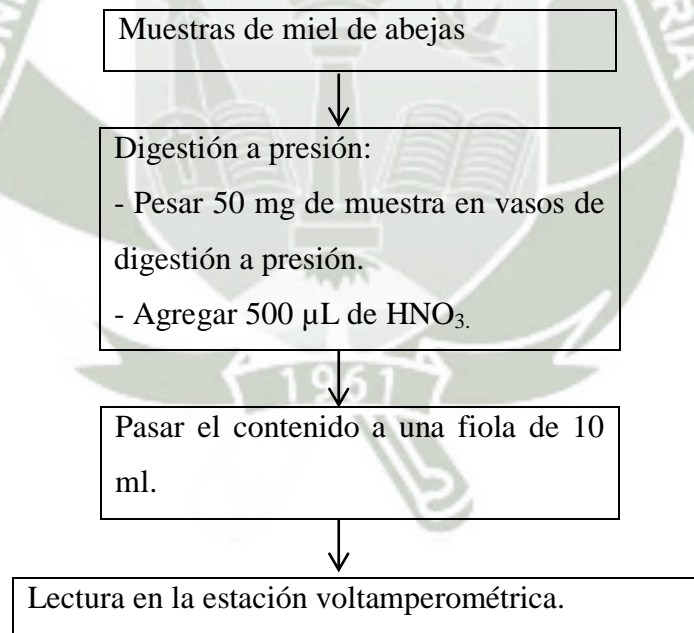 Muestras de miel de abejas
Digestión a presión:
- Pesar 50 mg de muestra en vasos de
digestión a presión.
- Agregar 500 µL de HNO3.
1961
Pasar el contenido a una fiola de 10
ml.
Lectura en la estación voltamperométrica.